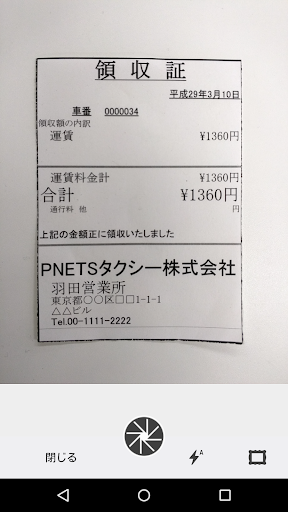 領収証
平成29年3月10日
車番 0000034
領収額の内訳
運賃 ¥1360円
運賃料金計 ¥1360円
合計 ¥1360円
通行料 他 円
上記の金額正に領収いたしました
PNETSタクシー株式会社
羽田営業所
東京都〇〇区□□1-1-1
△△ビル
Tel.00-1111-2222
閉じる
A